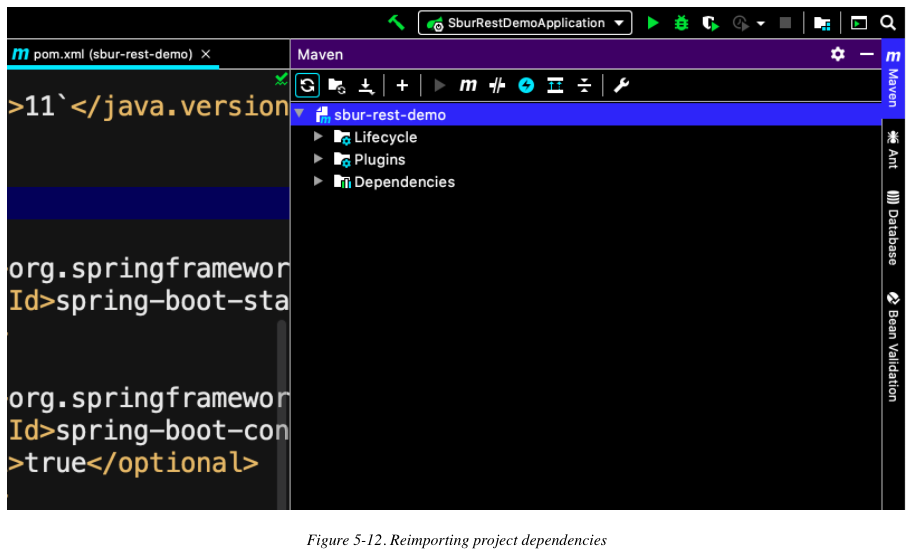 SburRestDemoApplication
m pom.xml (sbur-rest-demo) ×
Maven
>11`</java.version
sbur-rest-demo
Lifecycle
Plugins
Dependencies
org.springframewor
Id>spring-boot-sta
org.springframewor
Id>spring-boot-con
>true</optional>
m
m
Maven
Ant
Database
Bean Validation
Figure 5-12. Reimporting project dependencies